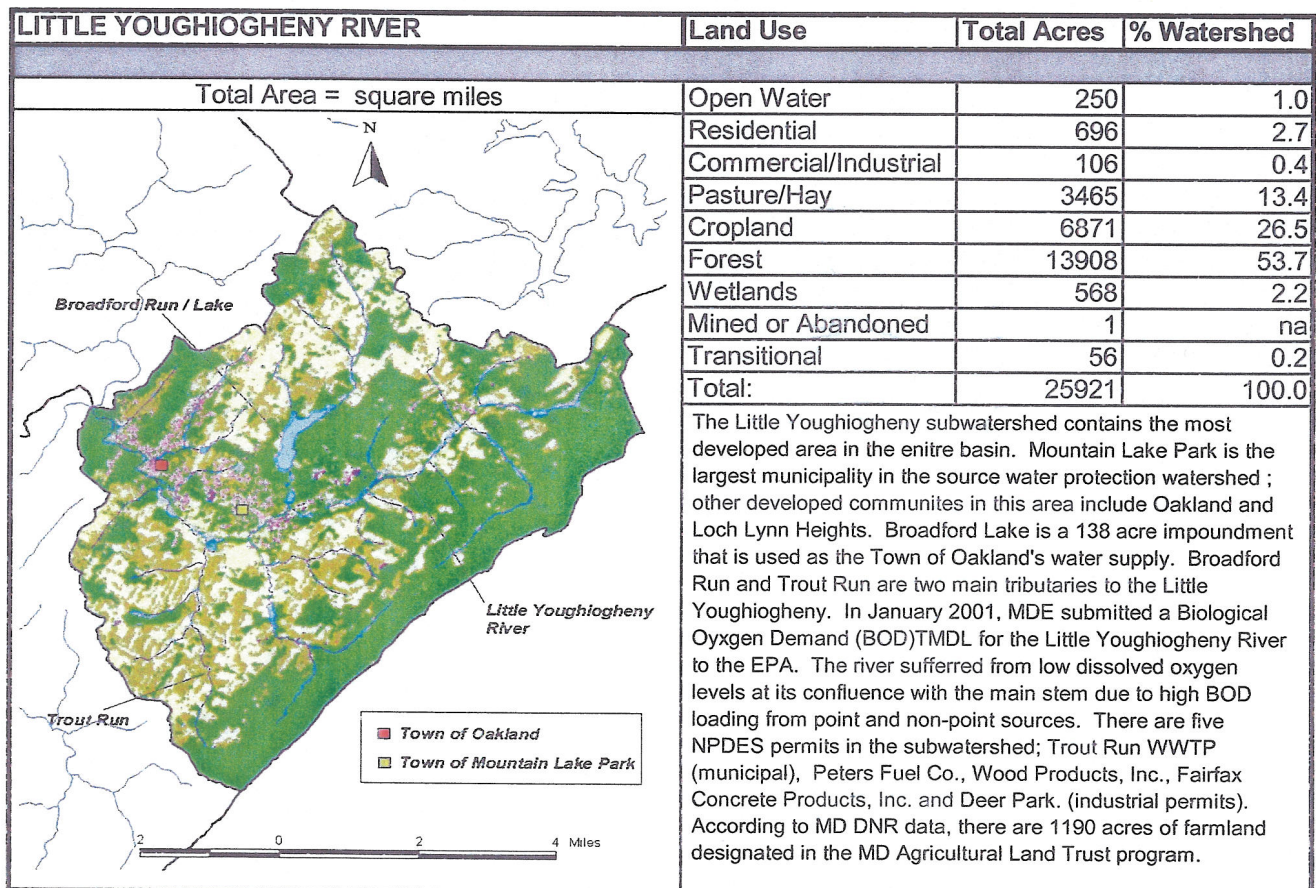 LITTLE YOUGHIOGHENY RIVER
Land Use Total Acres % Watershed
Total Area = square miles
Open Water 250 1.0
Residential 696 2.7
Commercial/Industrial 106 0.4
Pasture/Hay 3465 13.4
Cropland 6871 26.5
Forest 13908 53.7
Wetlands 568 2.2
Mined or Abandoned 1 na
Transitional 56 0.2
Total: 25921 100.0
N
Broadford Run / Lake
Little Youghiogheny
River
Trout Run
Town of Oakland
Town of Mountain Lake Park
2 0 2 4 Miles
The Little Youghiogheny subwatershed contains the most
developed area in the enitre basin. Mountain Lake Park is the
largest municipality in the source water protection watershed ;
other developed communites in this area include Oakland and
Loch Lynn Heights. Broadford Lake is a 138 acre impoundment
that is used as the Town of Oakland's water supply. Broadford
Run and Trout Run are two main tributaries to the Little
Youghiogheny. In January 2001, MDE submitted a Biological
Oyxgen Demand (BOD)TMDL for the Little Youghiogheny River
to the EPA. The river sufferred from low dissolved oxygen
levels at its confluence with the main stem due to high BOD
loading from point and non-point sources. There are five
NPDES permits in the subwatershed; Trout Run WWTP
(municipal), Peters Fuel Co., Wood Products, Inc., Fairfax
Concrete Products, Inc. and Deer Park. (industrial permits).
According to MD DNR data, there are 1190 acres of farmland
designated in the MD Agricultural Land Trust program.